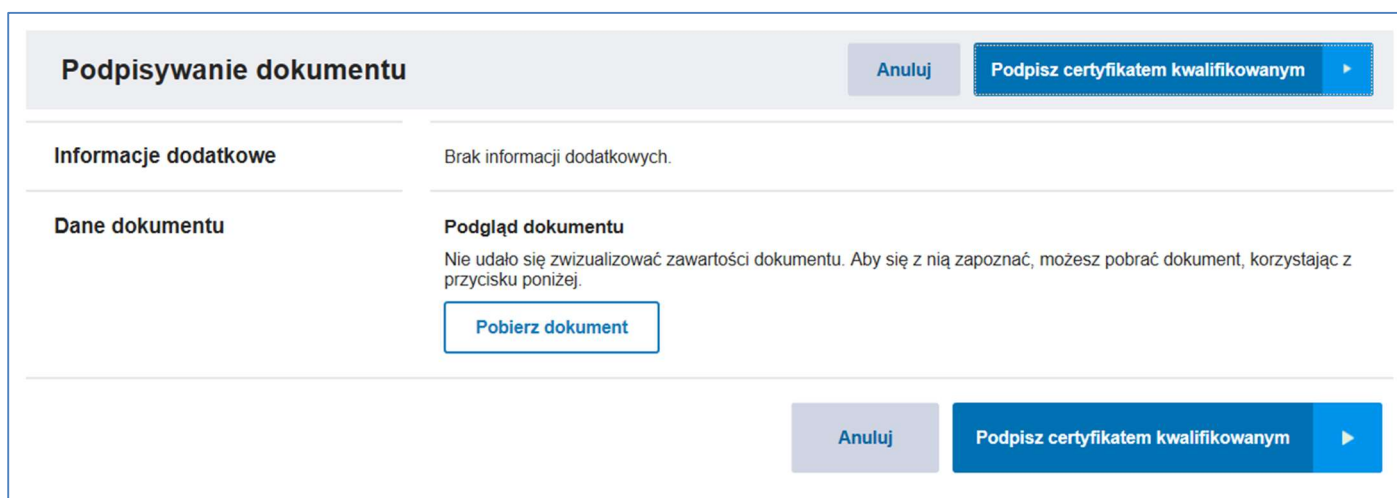 Podpisywanie dokumentu
Anuluj
Podpisz certyfikatem kwalifikowanym
Informacje dodatkowe
Brak informacji dodatkowych.
Dane dokumentu
Podgląd dokumentu
Nie udało się zwizualizować zawartości dokumentu. Aby się z nią zapoznać, możesz pobrać dokument, korzystając z
przycisku poniżej.
Pobierz dokument
Anuluj
Podpisz certyfikatem kwalifikowanym